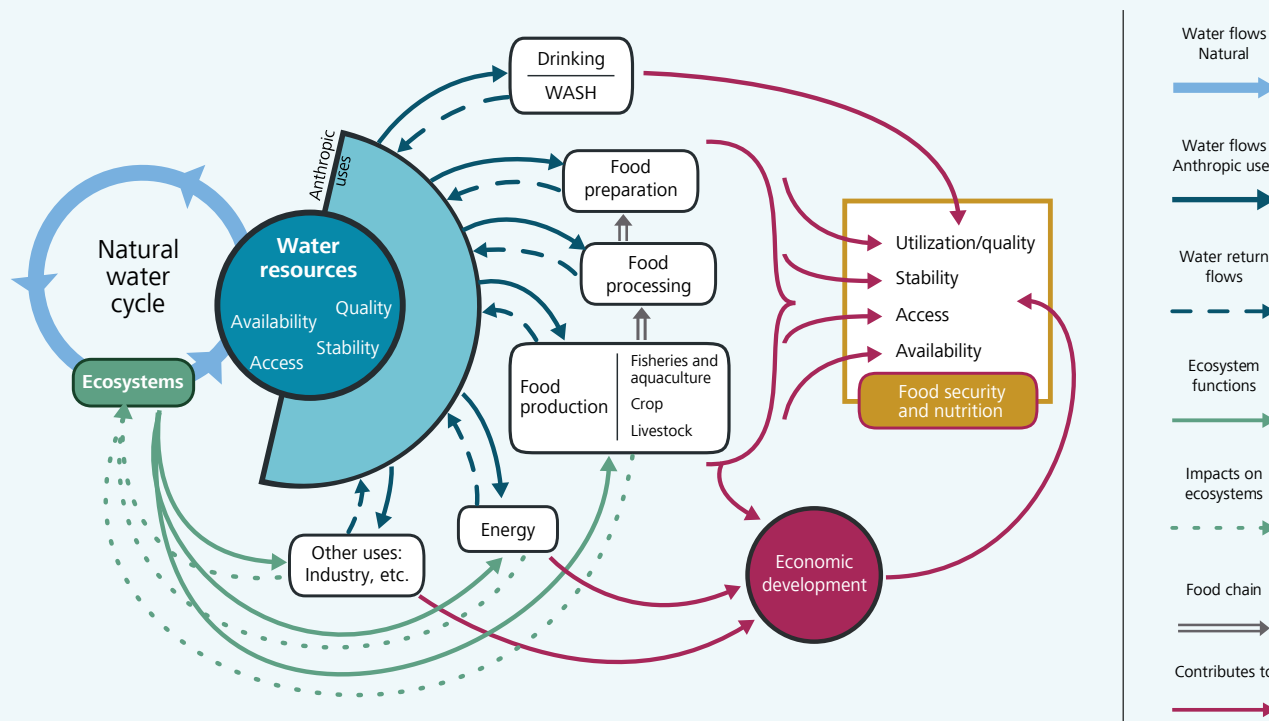 Drinking
WASH
Anthropic
uses
Food
preparation
Natural
water
cycle
Water
resources
Quality
Availability
Stability
Access
Food
processing
Ecosystems
Food
production
Fisheries and
aquaculture
Crop
Livestock
Utilization/quality
Stability
Access
Availability
Food security
and nutrition
Energy
Other uses:
Industry, etc.
Economic
development
Water flows
Natural
Water flows
Anthropic use
Water return
flows
Ecosystem
functions
Impacts on
ecosystems
Food chain
Contributes to